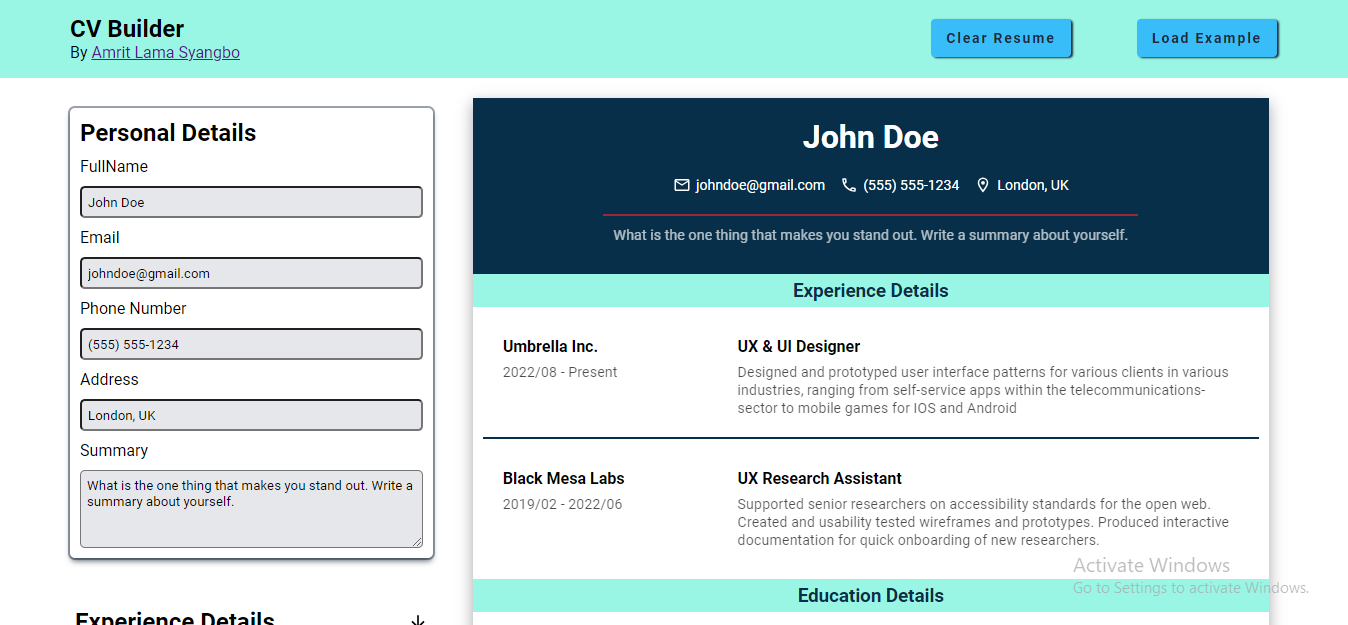 CV Builder
By Amrit Lama Syangbo
Clear Resume
Load Example
Personal Details
FullName
John Doe
Email
johndoe@gmail.com
Phone Number
(555) 555-1234
Address
London, UK
Summary
What is the one thing that makes you stand out. Write a
summary about yourself.
Experience Details
John Doe
johndoe@gmail.com (555) 555-1234 London, UK
What is the one thing that makes you stand out. Write a summary about yourself.
Experience Details
Umbrella Inc.
2022/08 - Present
UX & UI Designer
Designed and prototyped user interface patterns for various clients in various
industries, ranging from self-service apps within the telecommunications-
sector to mobile games for IOS and Android
Black Mesa Labs
2019/02 - 2022/06
UX Research Assistant
Supported senior researchers on accessibility standards for the open web.
Created and usability tested wireframes and prototypes. Produced interactive
documentation for quick onboarding of new researchers.
Education Details
Activate Windows
Go to Settings to activate Windows.